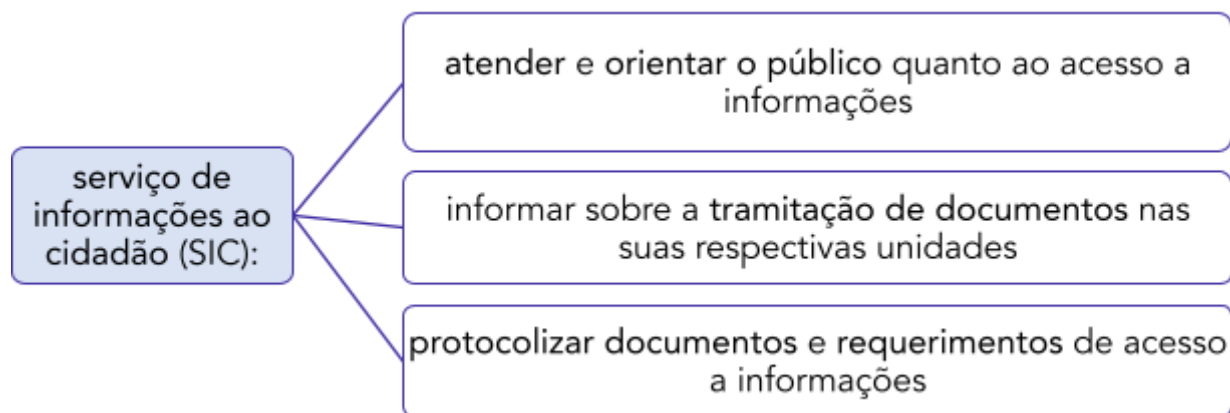 serviço de
informações ao
cidadão (SIC):
atender e orientar o público quanto ao acesso a
informações
informar sobre a tramitação de documentos nas
suas respectivas unidades
protocolizar documentos e requerimentos de acesso
a informações